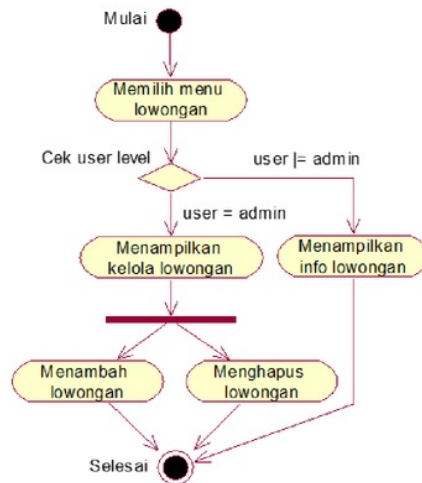 Mulai
Memilih menu
lowongan
Cek user level
user |= admin
user = admin
Menampilkan
kelola lowongan
Menampilkan
info lowongan
Menambah
lowongan
Menghapus
lowongan
Selesai